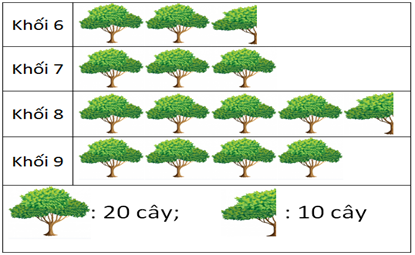 Khối 6
Khối 7
Khối 8
Khối 9
: 20 cây; : 10 cây